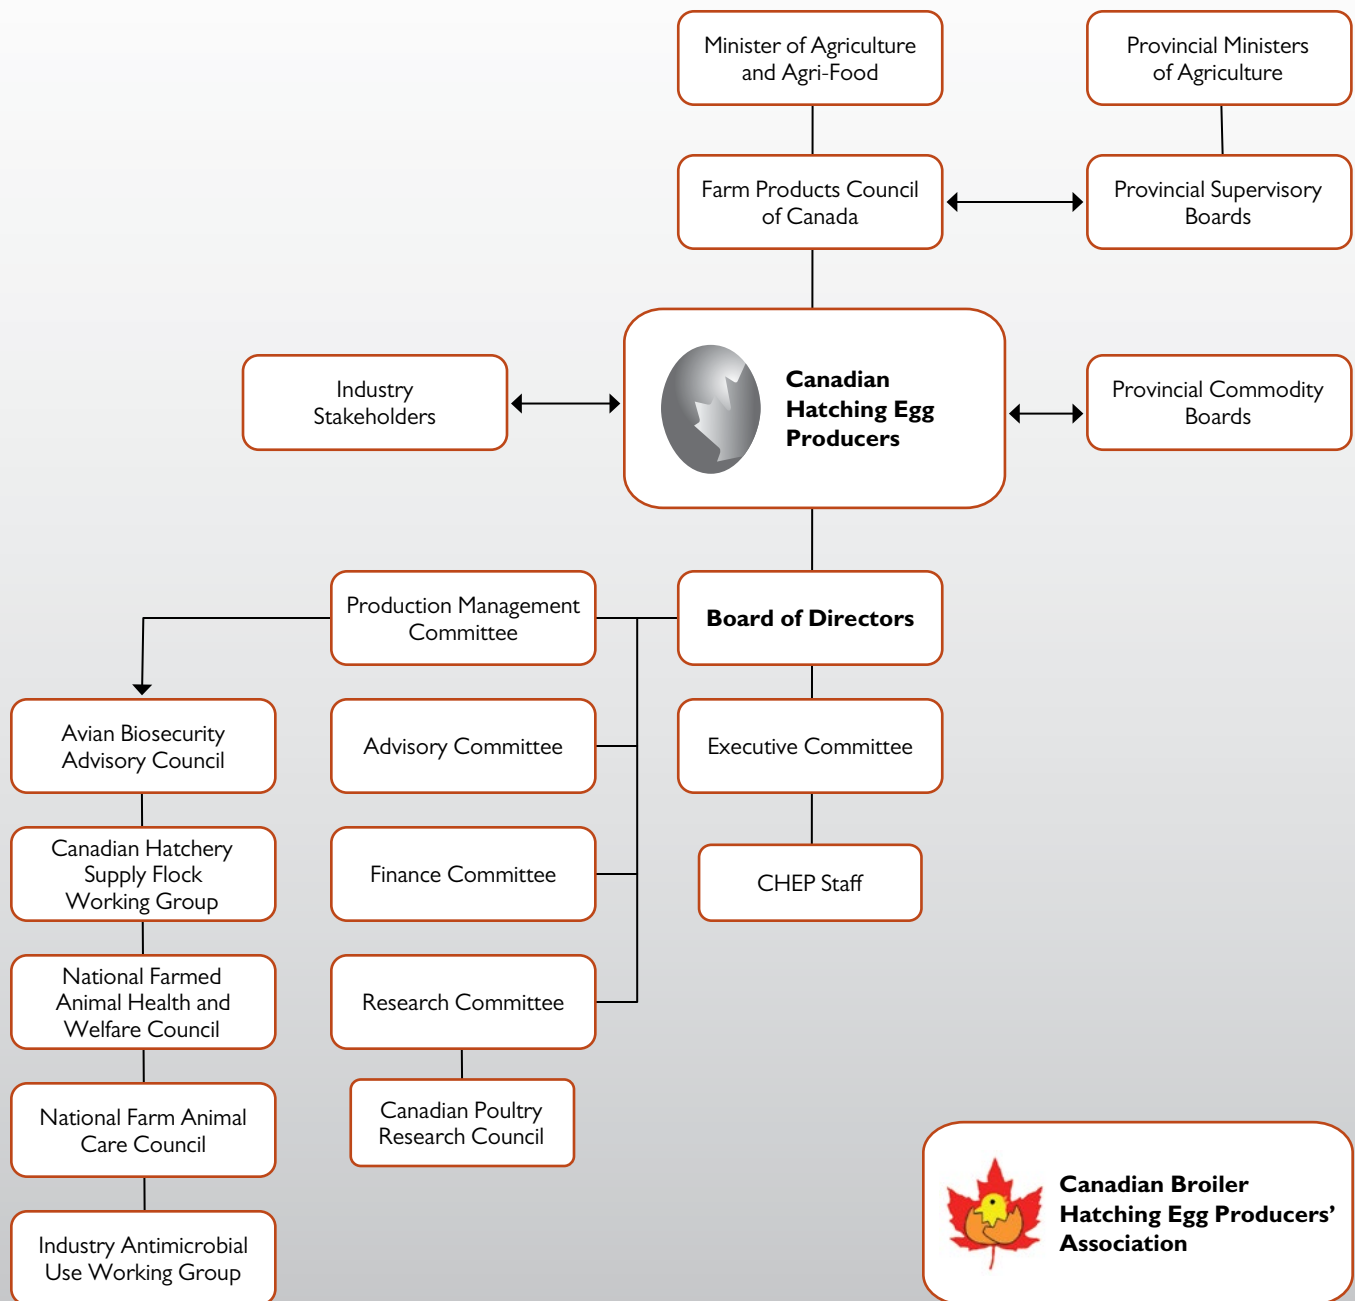 Minister of Agriculture
and Agri-Food
Provincial Ministers
of Agriculture
Farm Products Council
of Canada
Provincial Supervisory
Boards
Industry
Stakeholders
Canadian
Hatching Egg
Producers
Provincial Commodity
Boards
Production Management
Committee
Board of Directors
Avian Biosecurity
Advisory Council
Advisory Committee
Executive Committee
Canadian Hatchery
Supply Flock
Working Group
Finance Committee
CHEP Staff
National Farmed
Animal Health and
Welfare Council
Research Committee
National Farm Animal
Care Council
Canadian Poultry
Research Council
Industry Antimicrobial
Use Working Group
Canadian Broiler
Hatching Egg Producers’
Association